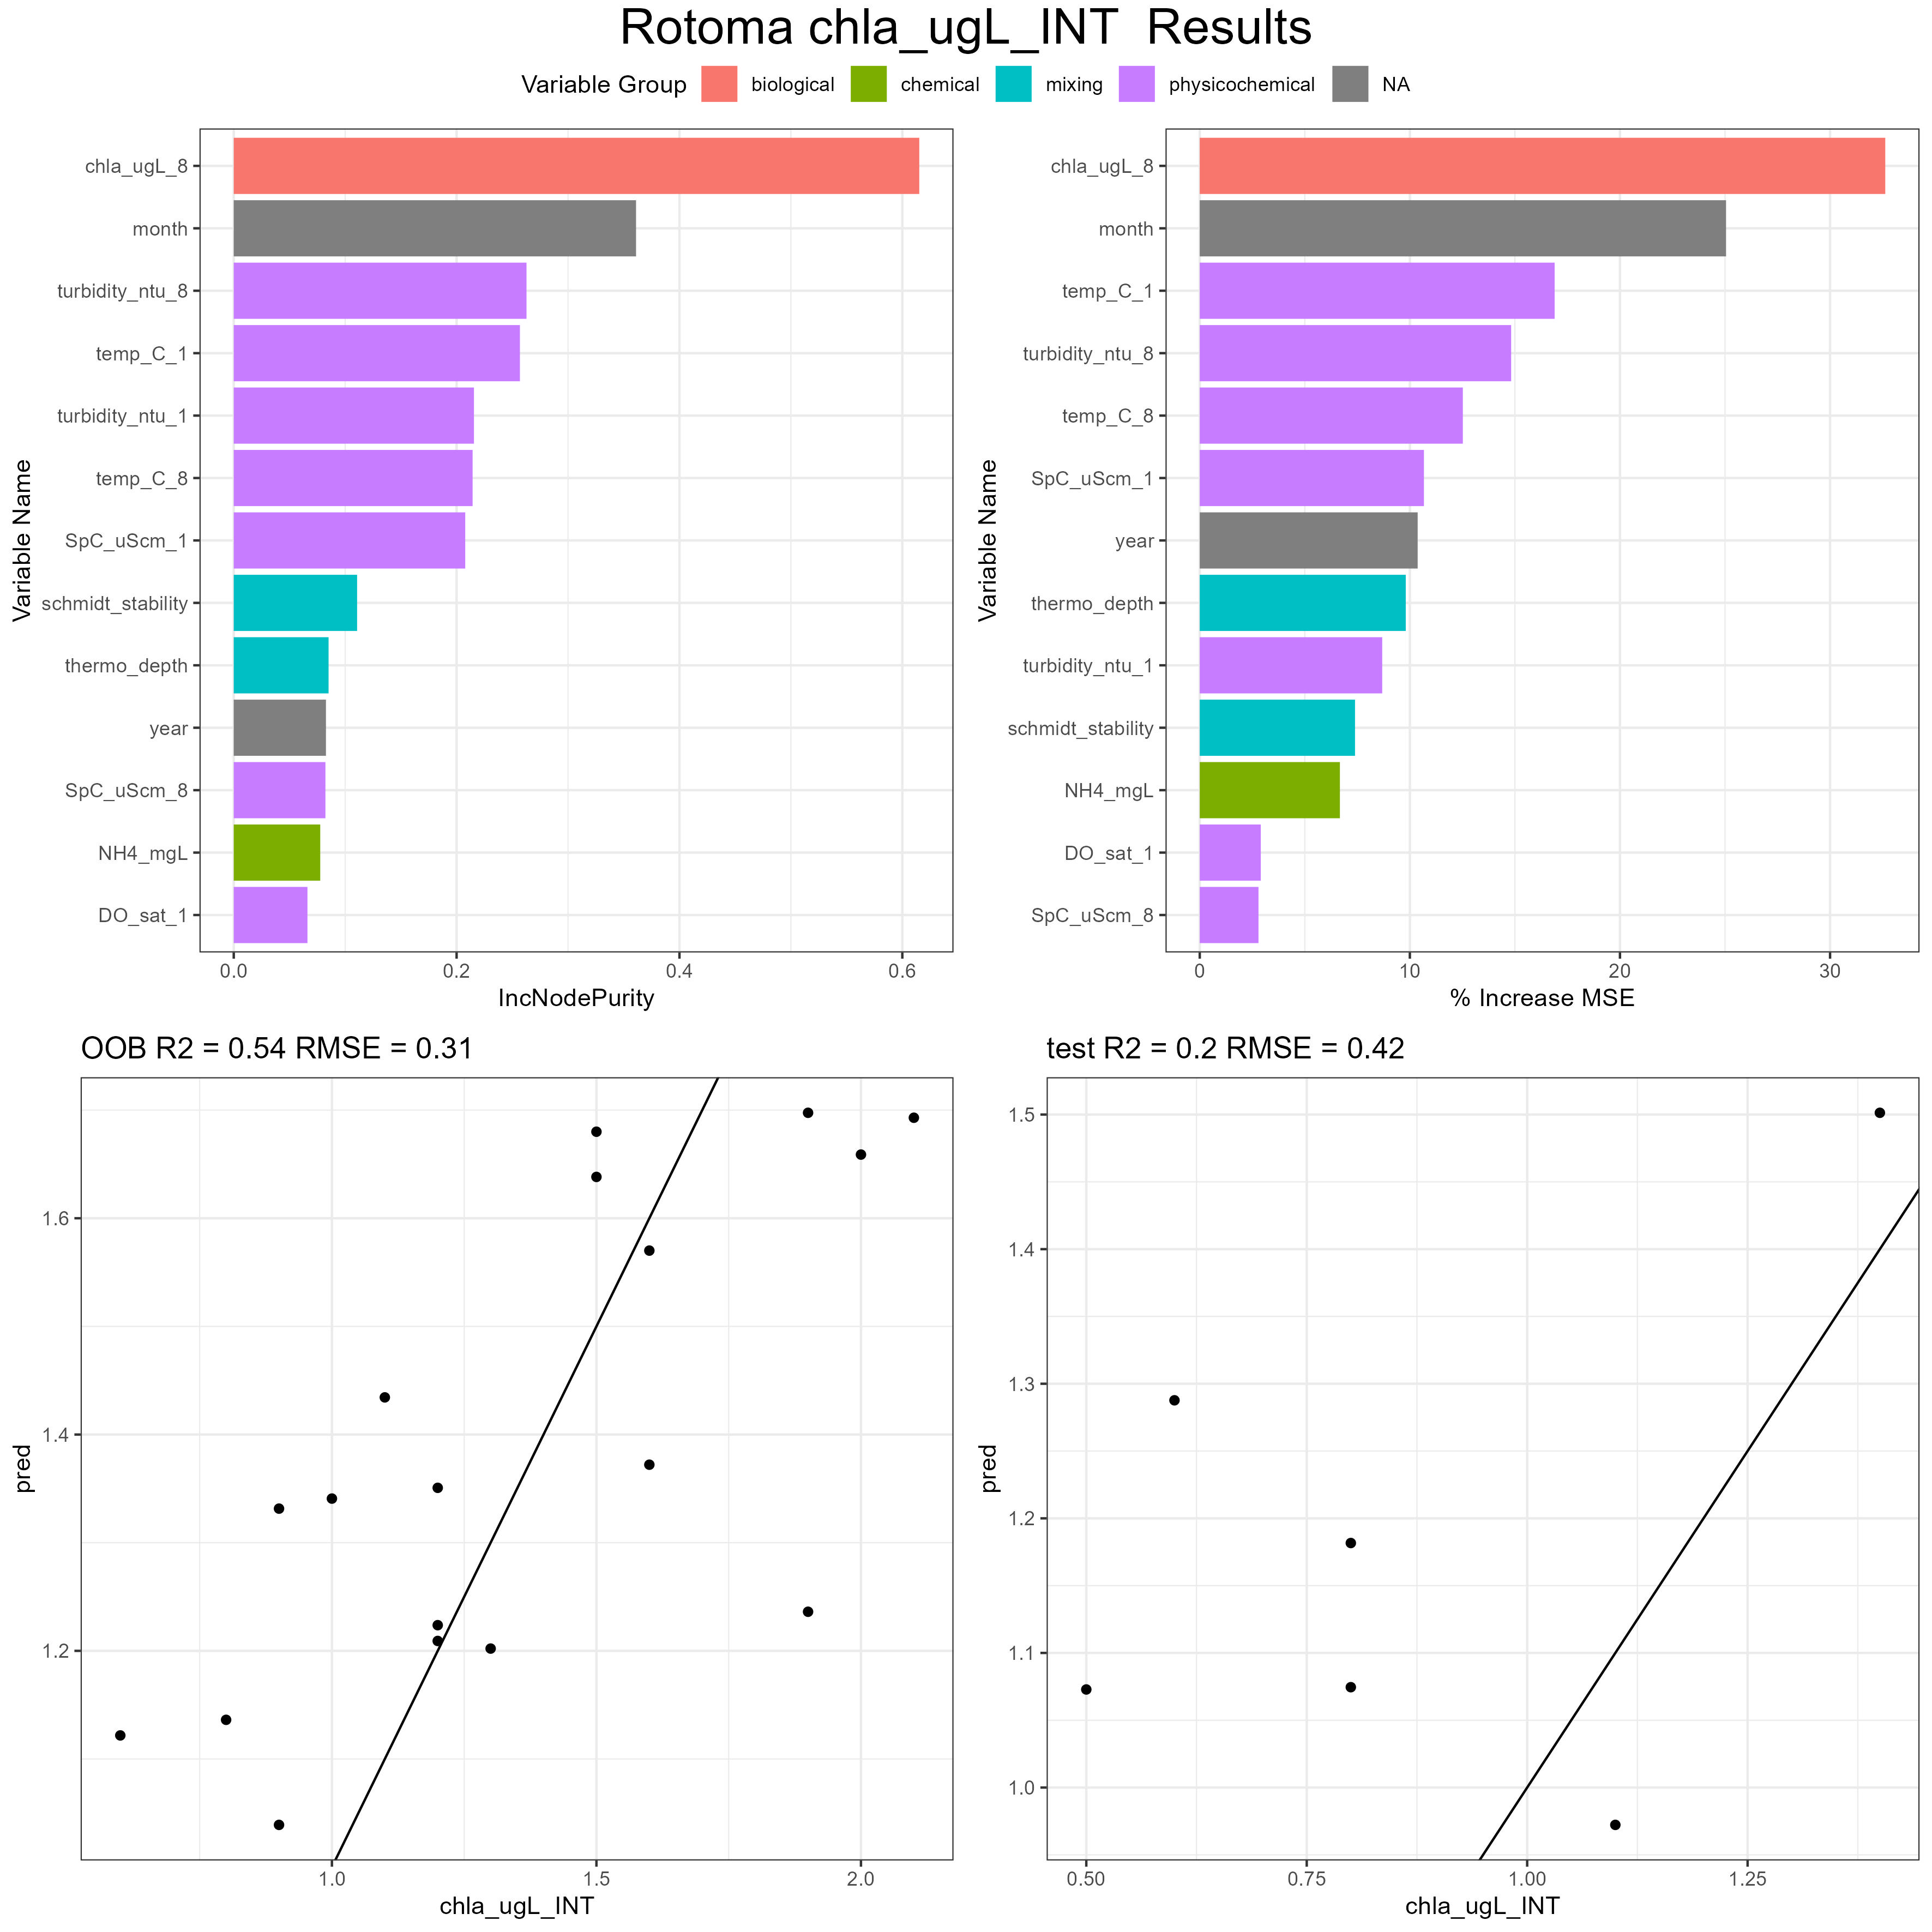 Rotoma chla_ugL_INT  Results
Variable Group biological chemical mixing physicochemical NA
Variable Name
chla_ugL_8
month
turbidity_ntu_8
temp_C_1
turbidity_ntu_1
temp_C_8
SpC_uScm_1
schmidt_stability
thermo_depth
year
SpC_uScm_8
NH4_mgL
DO_sat_1
0.0 0.2 0.4 0.6
IncNodePurity
Variable Name
chla_ugL_8
month
temp_C_1
turbidity_ntu_8
temp_C_8
SpC_uScm_1
year
thermo_depth
turbidity_ntu_1
schmidt_stability
NH4_mgL
DO_sat_1
SpC_uScm_8
0 10 20 30
% Increase MSE
OOB R2 = 0.54 RMSE = 0.31
pred
1.6
1.4
1.2
1.0 1.5 2.0
chla_ugL_INT
test R2 = 0.2 RMSE = 0.42
pred
1.5
1.4
1.3
1.2
1.1
1.0
0.50 0.75 1.00 1.25
chla_ugL_INT